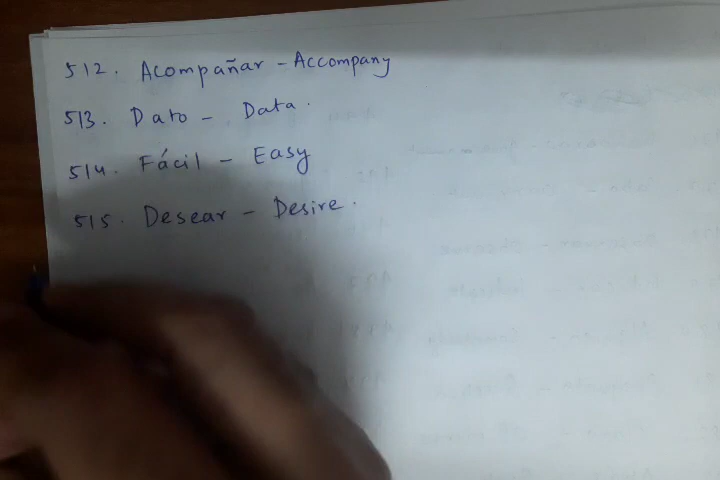 512. Acompañar - Accompany
513. Dato - Data.
514. Fácil - Easy
515. Desear - Desire.